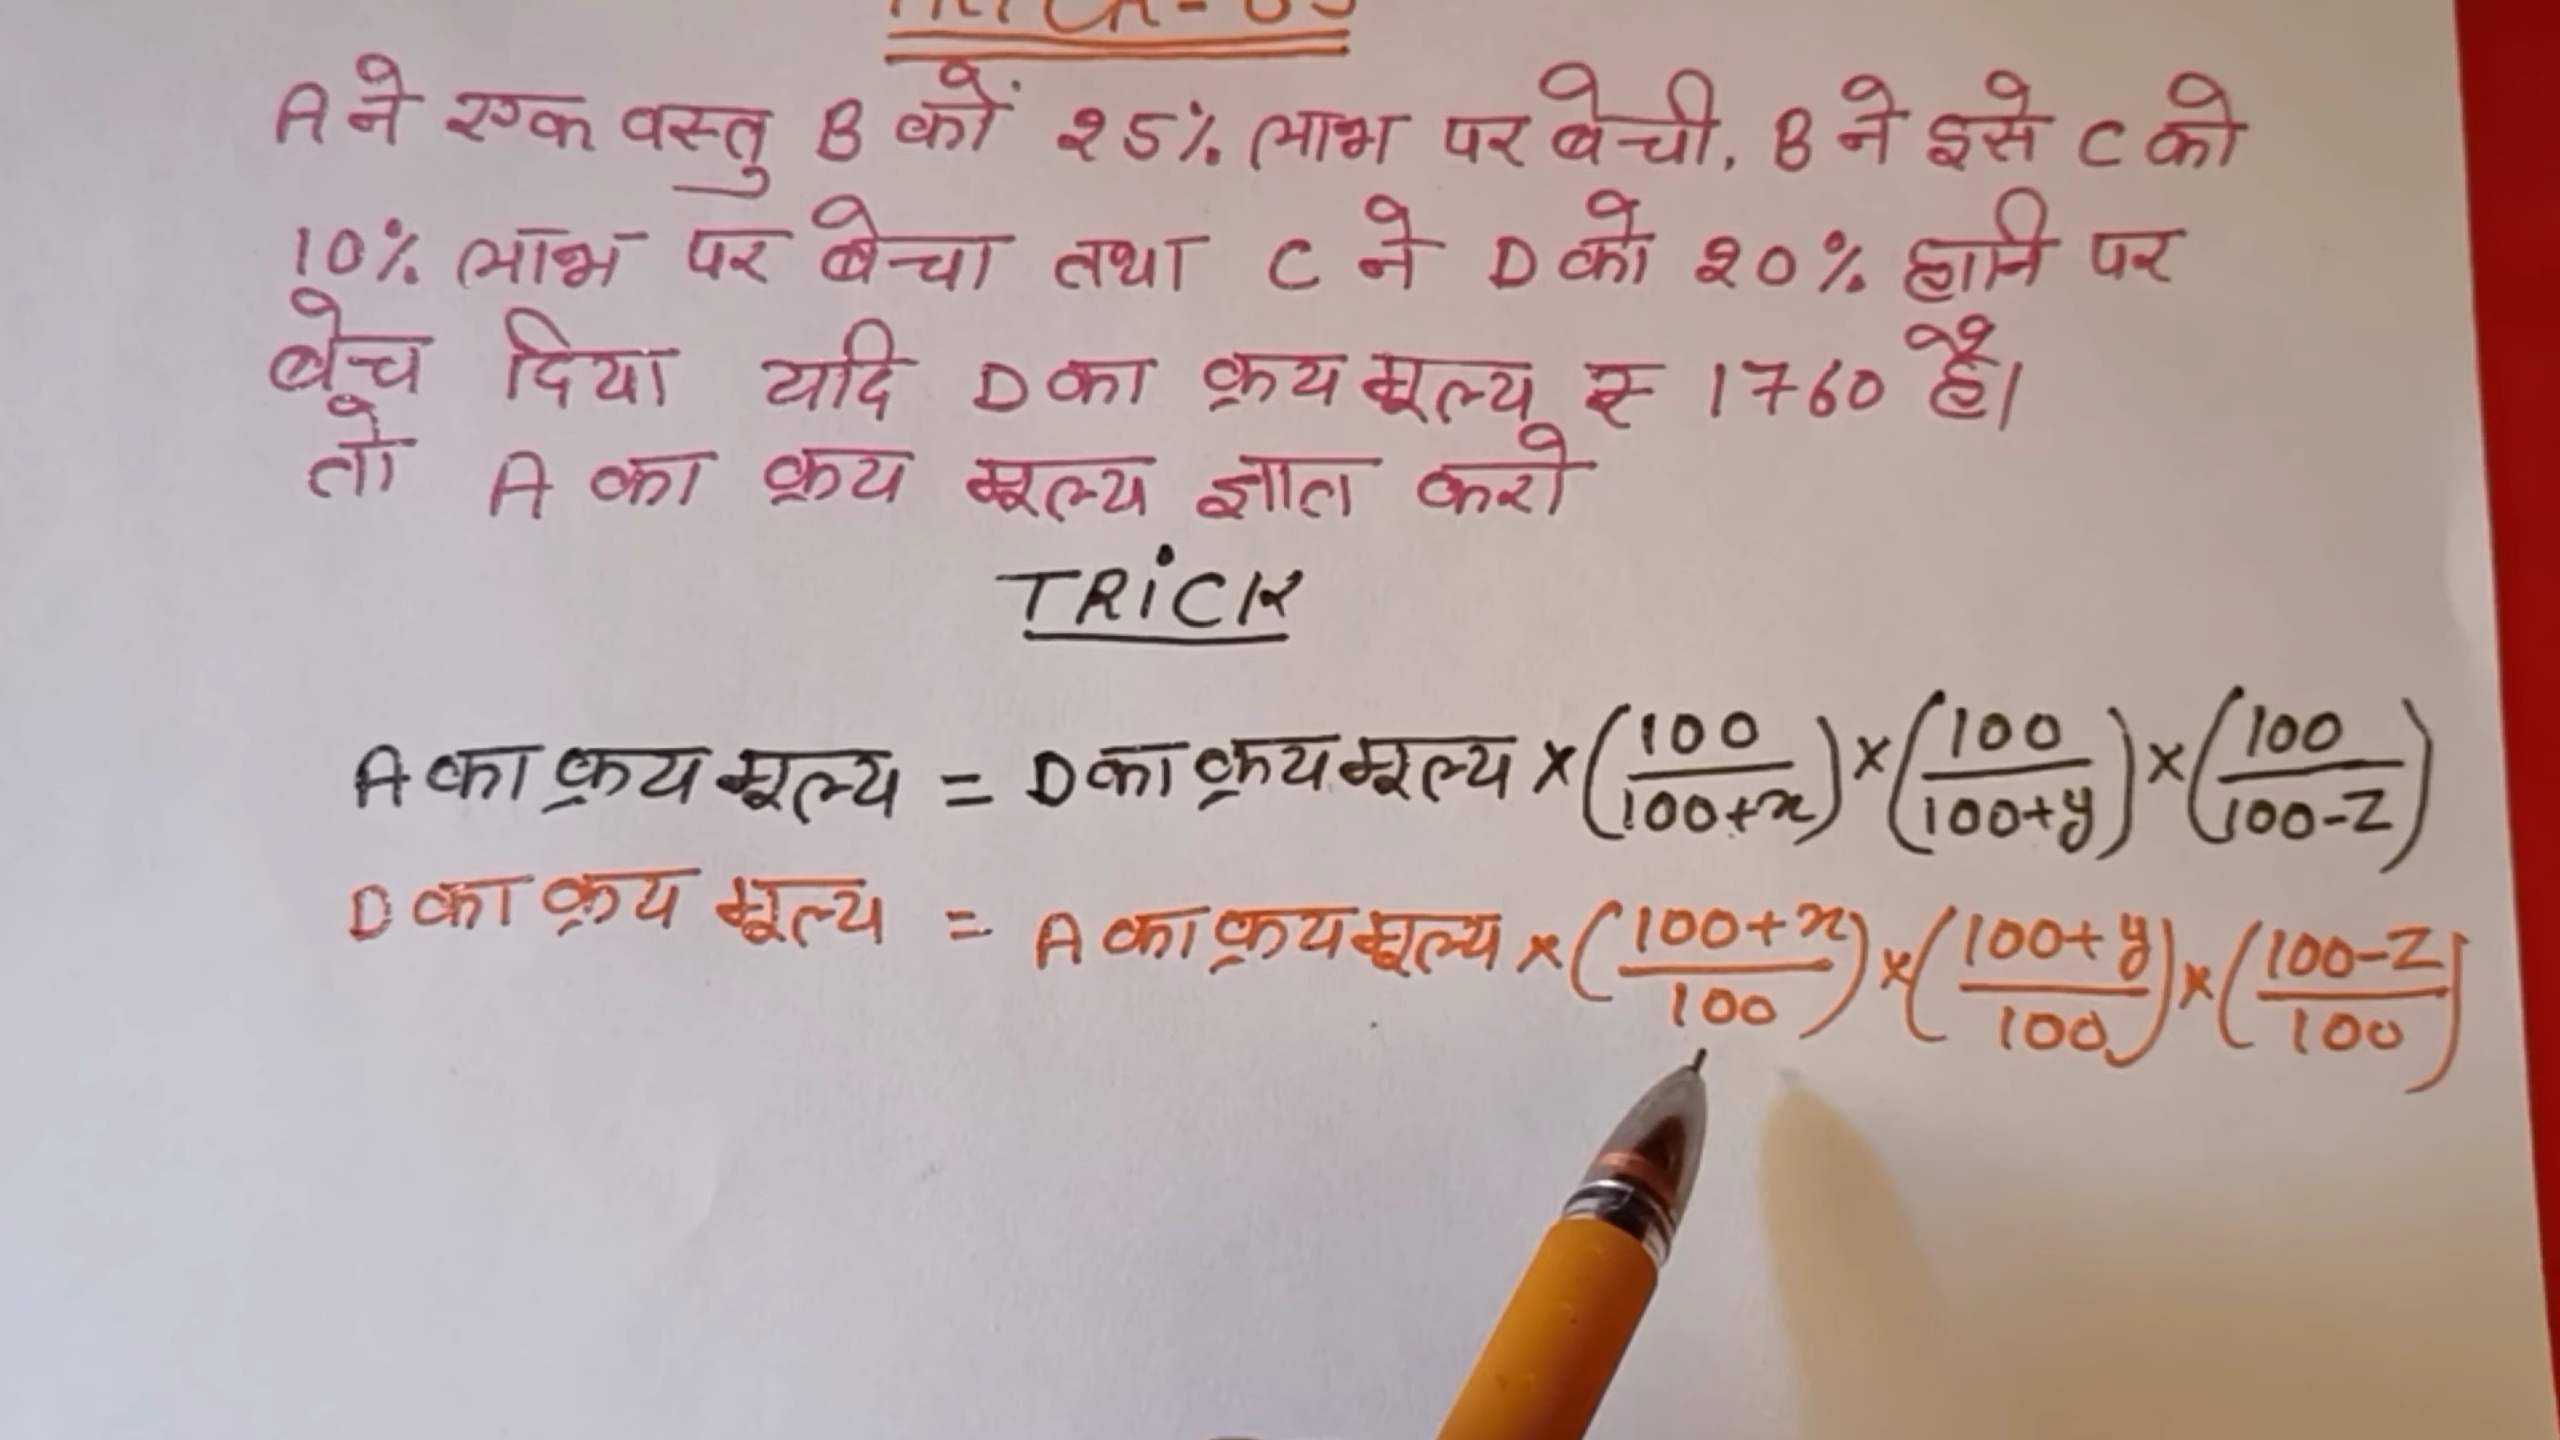 A ने एक वस्तु B को 25% लाभ पर बेची, B ने इसे C को
10% लाभ पर बेचा तथा C ने D को 20% हानि पर
बेच दिया यदि D का क्रय मूल्य रु 1760 है।
तो A का क्रय मूल्य ज्ञात करो
TRiCK
A का क्रय मूल्य = D का क्रय मूल्य × (100/100+x) × (100/100+y) × (100/100-Z)
D का क्रय मूल्य = A का क्रय मूल्य × (100+x/100) × (100+y/100) × (100-Z/100)